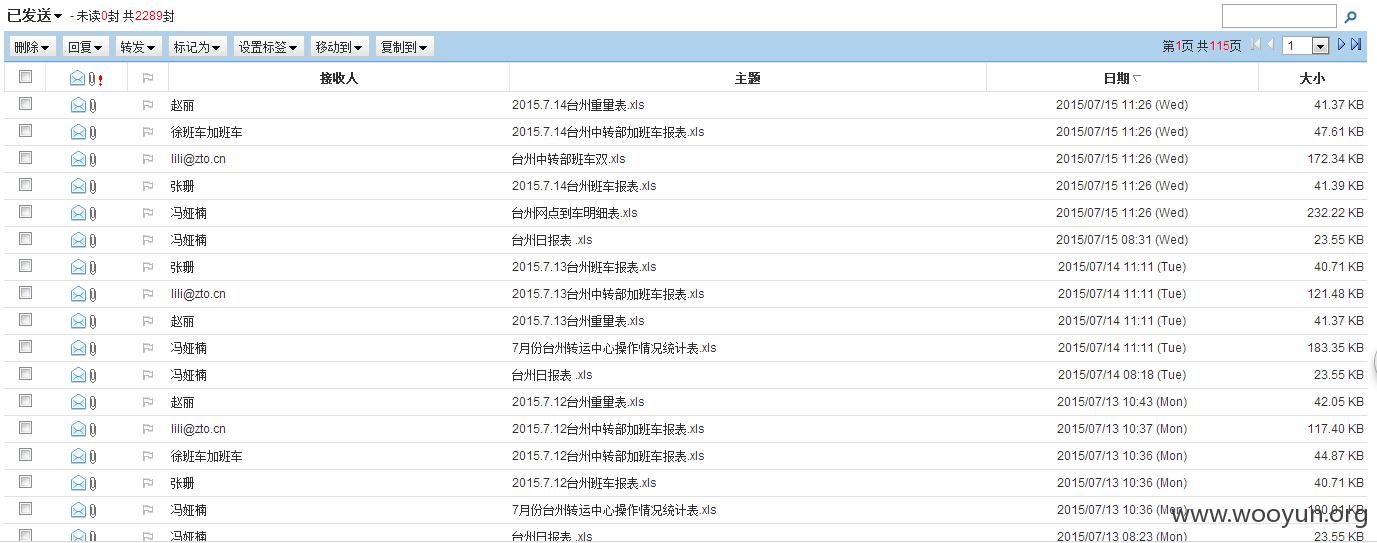 已发送 - 未读0封 共2289封
删除 回复 转发 标记为 设置标签 移动到 复制到 第1页 共115页 1
接收人 主题 日期 大小
赵丽 2015.7.14台州重量表.xls 2015/07/15 11:26 (Wed) 41.37 KB
徐班车加班车 2015.7.14台州中转部加班车报表.xls 2015/07/15 11:26 (Wed) 47.61 KB
lili@zto.cn 台州中转部班车双.xls 2015/07/15 11:26 (Wed) 172.34 KB
张珊 2015.7.14台州班车报表.xls 2015/07/15 11:26 (Wed) 41.39 KB
冯娅楠 台州网点到车明细表.xls 2015/07/15 11:26 (Wed) 232.22 KB
冯娅楠 台州日报表 .xls 2015/07/15 08:31 (Wed) 23.55 KB
张珊 2015.7.13台州班车报表.xls 2015/07/14 11:11 (Tue) 40.71 KB
lili@zto.cn 2015.7.13台州中转部加班车报表.xls 2015/07/14 11:11 (Tue) 121.48 KB
赵丽 2015.7.13台州重量表.xls 2015/07/14 11:11 (Tue) 41.37 KB
冯娅楠 7月份台州转运中心操作情况统计表.xls 2015/07/14 11:11 (Tue) 183.35 KB
冯娅楠 台州日报表 .xls 2015/07/14 08:18 (Tue) 23.55 KB
赵丽 2015.7.12台州重量表.xls 2015/07/13 10:43 (Mon) 42.05 KB
lili@zto.cn 2015.7.12台州中转部加班车报表.xls 2015/07/13 10:37 (Mon) 117.40 KB
徐班车加班车 2015.7.12台州中转部加班车报表.xls 2015/07/13 10:36 (Mon) 44.87 KB
张珊 2015.7.12台州班车报表.xls 2015/07/13 10:36 (Mon) 40.71 KB
冯娅楠 7月份台州转运中心操作情况统计表.xls 2015/07/13 10:36 (Mon) KB
www.wooyun.org
冯娅楠 台州日报表 .xls 2015/07/13 08:23 (Mon) 23.55 KB